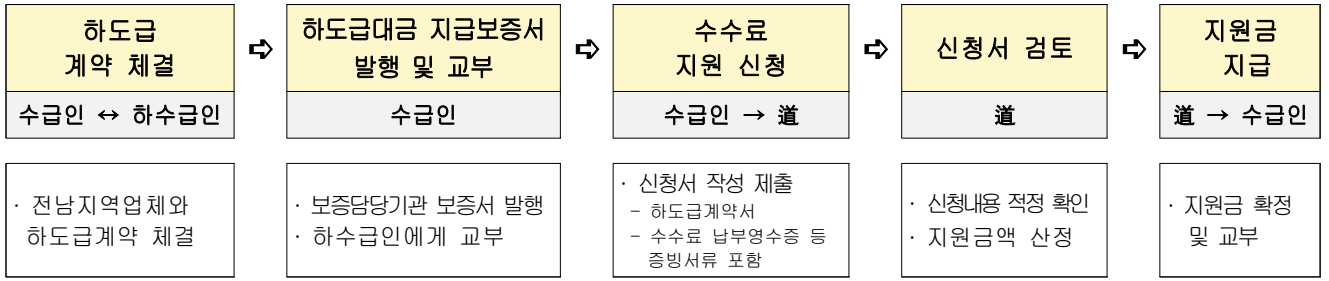 하도급
계약 체결
수급인 ↔ 하수급인
· 전남지역업체와
하도급계약 체결
➪
하도급대금 지급보증서
발행 및 교부
수급인
· 보증담당기관 보증서 발행
· 하수급인에게 교부
➪
수수료
지원 신청
수급인 → 道
· 신청서 작성 제출
- 하도급계약서
- 수수료 납부영수증 등
증빙서류 포함
➪
신청서 검토
道
· 신청내용 적정 확인
· 지원금액 산정
➪
지원금
지급
道 → 수급인
· 지원금 확정
및 교부